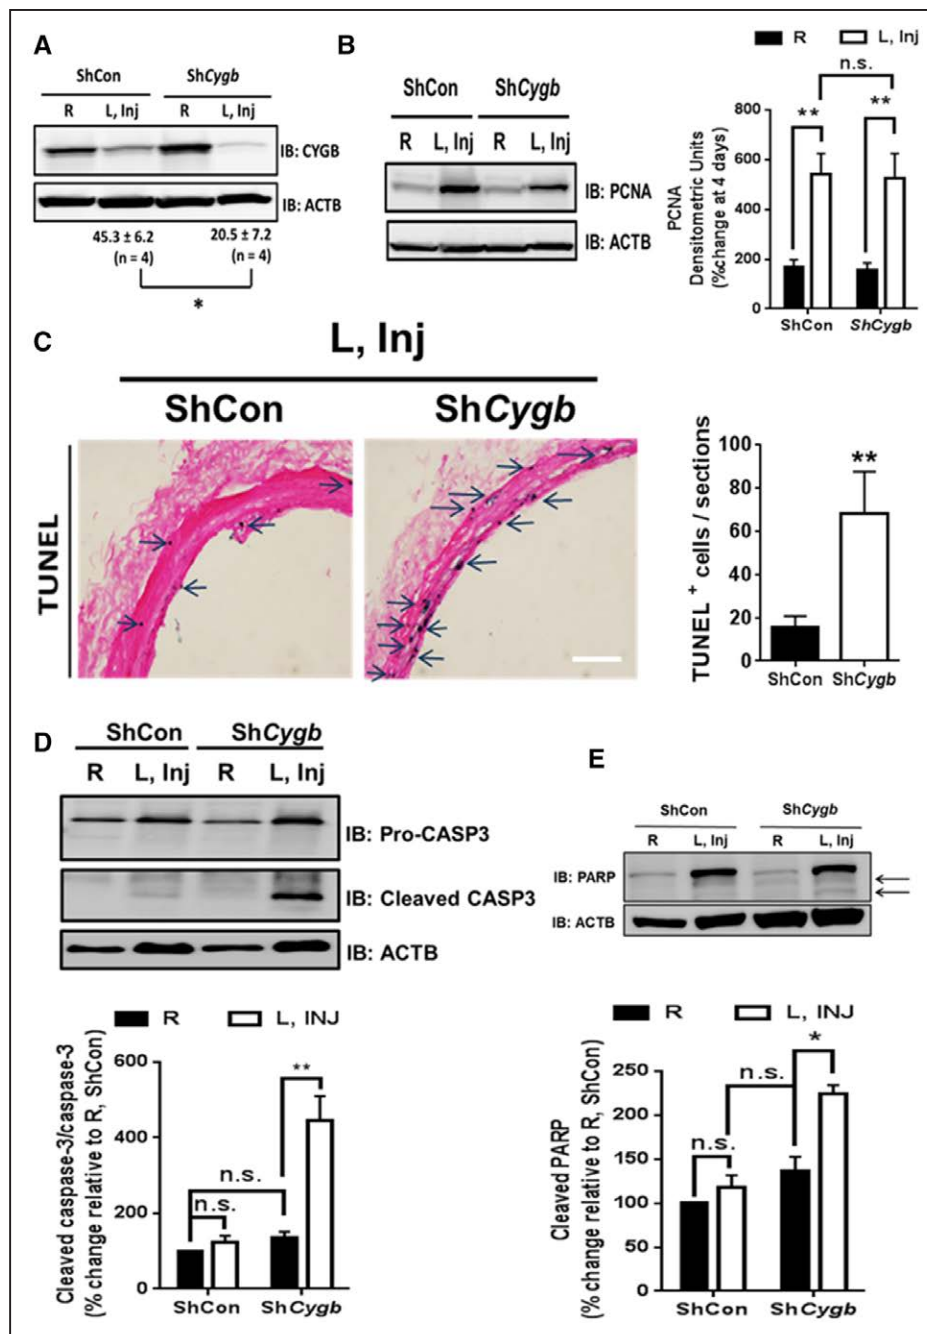 A
ShCon ShCygb
R L, Inj R L, Inj
IB: CYGB
IB: ACTB
45.3 ± 6.2 20.5 ± 7.2
(n = 4) (n = 4)
*
B
ShCon ShCygb
R L, Inj R L, Inj
IB: PCNA
IB: ACTB
R L, Inj
n.s.
** **
PCNA
Densitometric Units
(%change at 4 days)
800
600
400
200
0
ShCon ShCygb
C
L, Inj
ShCon ShCygb
TUNEL
TUNEL + cells / sections
100
80
60
40
20
0
**
ShCon ShCygb
D
ShCon ShCygb
R L, Inj R L, Inj
IB: Pro-CASP3
IB: Cleaved CASP3
IB: ACTB
R L, INJ
Cleaved caspase-3/caspase-3
(% change relative to R, ShCon)
600
400
200
0
**
n.s.
n.s.
ShCon ShCygb
E
ShCon ShCygb
R L, Inj R L, Inj
IB: PARP
IB: ACTB
R L, INJ
Cleaved PARP
(% change relative to R, ShCon)
250
200
150
100
50
0
*
n.s.
n.s.
ShCon ShCygb